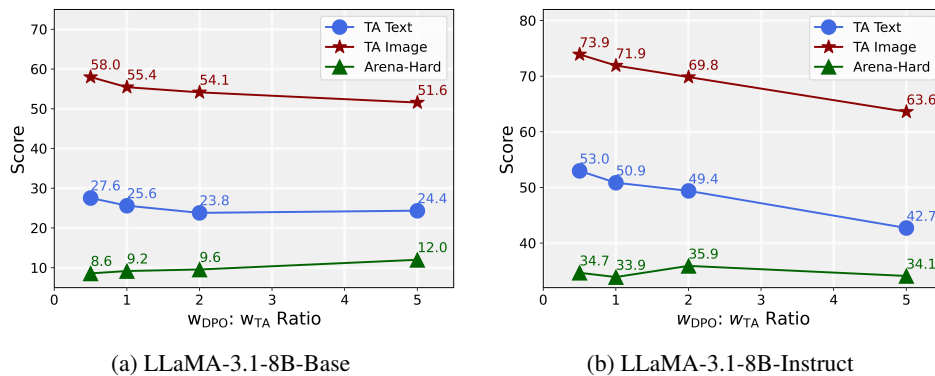 TA Text
TA Image
Arena-Hard
70
60
50
40
30
20
10
Score
58.0
55.4
54.1
51.6
27.6
25.6
23.8
24.4
8.6
9.2
9.6
12.0
0 1 2 3 4 5
w_DPO: w_TA Ratio
(a) LLaMA-3.1-8B-Base
TA Text
TA Image
Arena-Hard
80
70
60
50
40
Score
73.9
71.9
69.8
63.6
53.0
50.9
49.4
42.7
34.7
33.9
35.9
34.1
0 1 2 3 4 5
w_DPO: w_TA Ratio
(b) LLaMA-3.1-8B-Instruct